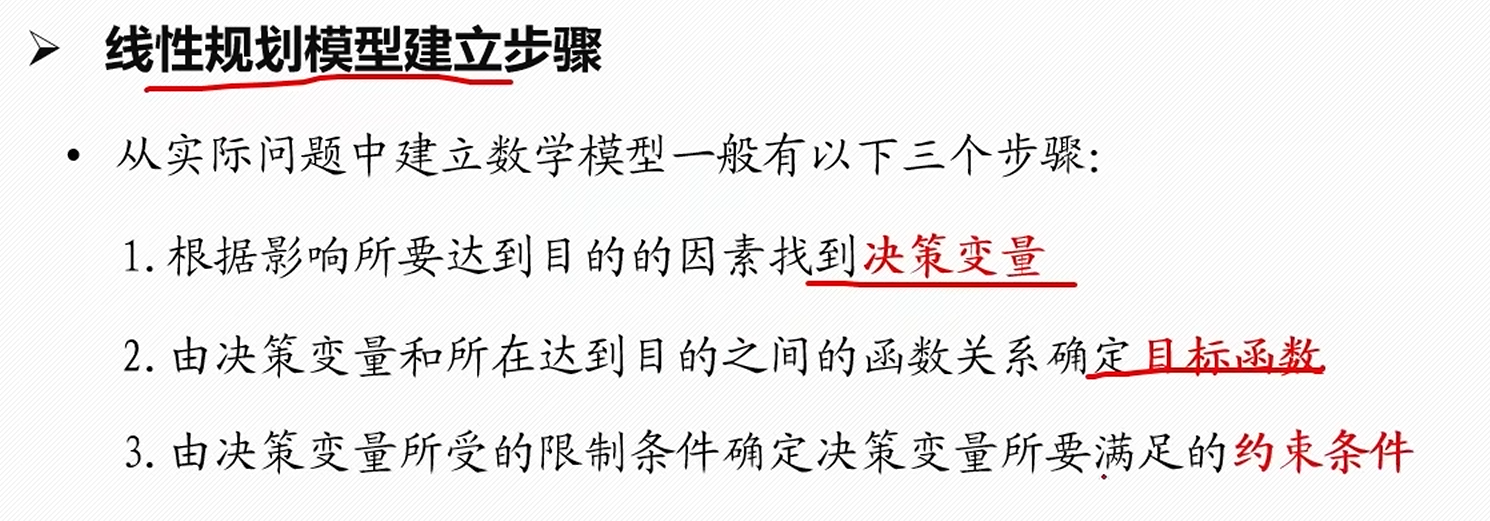 ➢ 线性规划模型建立步骤
• 从实际问题中建立数学模型一般有以下三个步骤:
1. 根据影响所要达到目的的因素找到决策变量
2. 由决策变量和所在达到目的之间的函数关系确定目标函数
3. 由决策变量所受的限制条件确定决策变量所要满足的约束条件